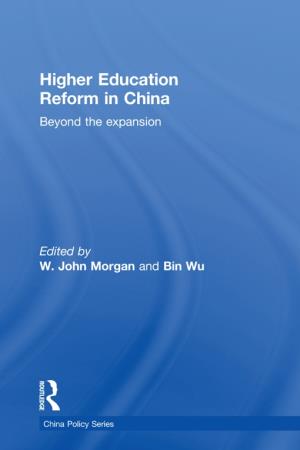 Higher Education
Reform in China
Beyond the expansion
Edited by
W. John Morgan and Bin Wu
ROUTLEDGE
China Policy Series